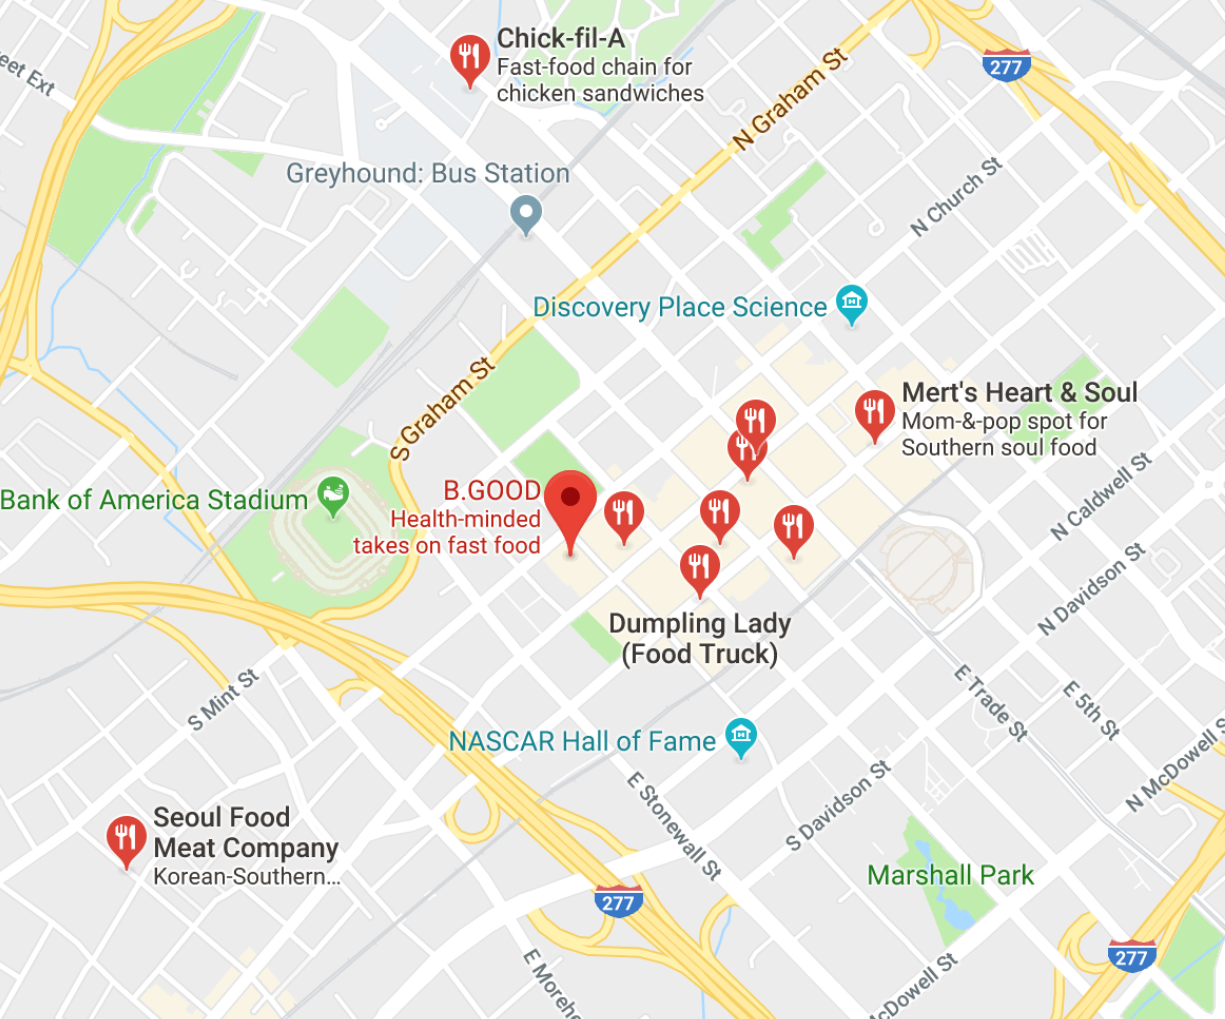 Chick-fil-A
Fast-food chain for
chicken sandwiches
277
eet Ext
N Graham St
Greyhound: Bus Station
N Church St
Discovery Place Science
S Graham St
Mert's Heart & Soul
Mom-&-pop spot for
Southern soul food
Bank of America Stadium
B.GOOD
Health-minded
takes on fast food
N Caldwell St
N Davidson St
Dumpling Lady
(Food Truck)
S Mint St
E Trade St
E 5th St
NASCAR Hall of Fame
N McDowell S
E Stonewall St
S Davidson St
Seoul Food
Meat Company
Korean-Southern...
Marshall Park
277
277
E Morehe
cDowell St